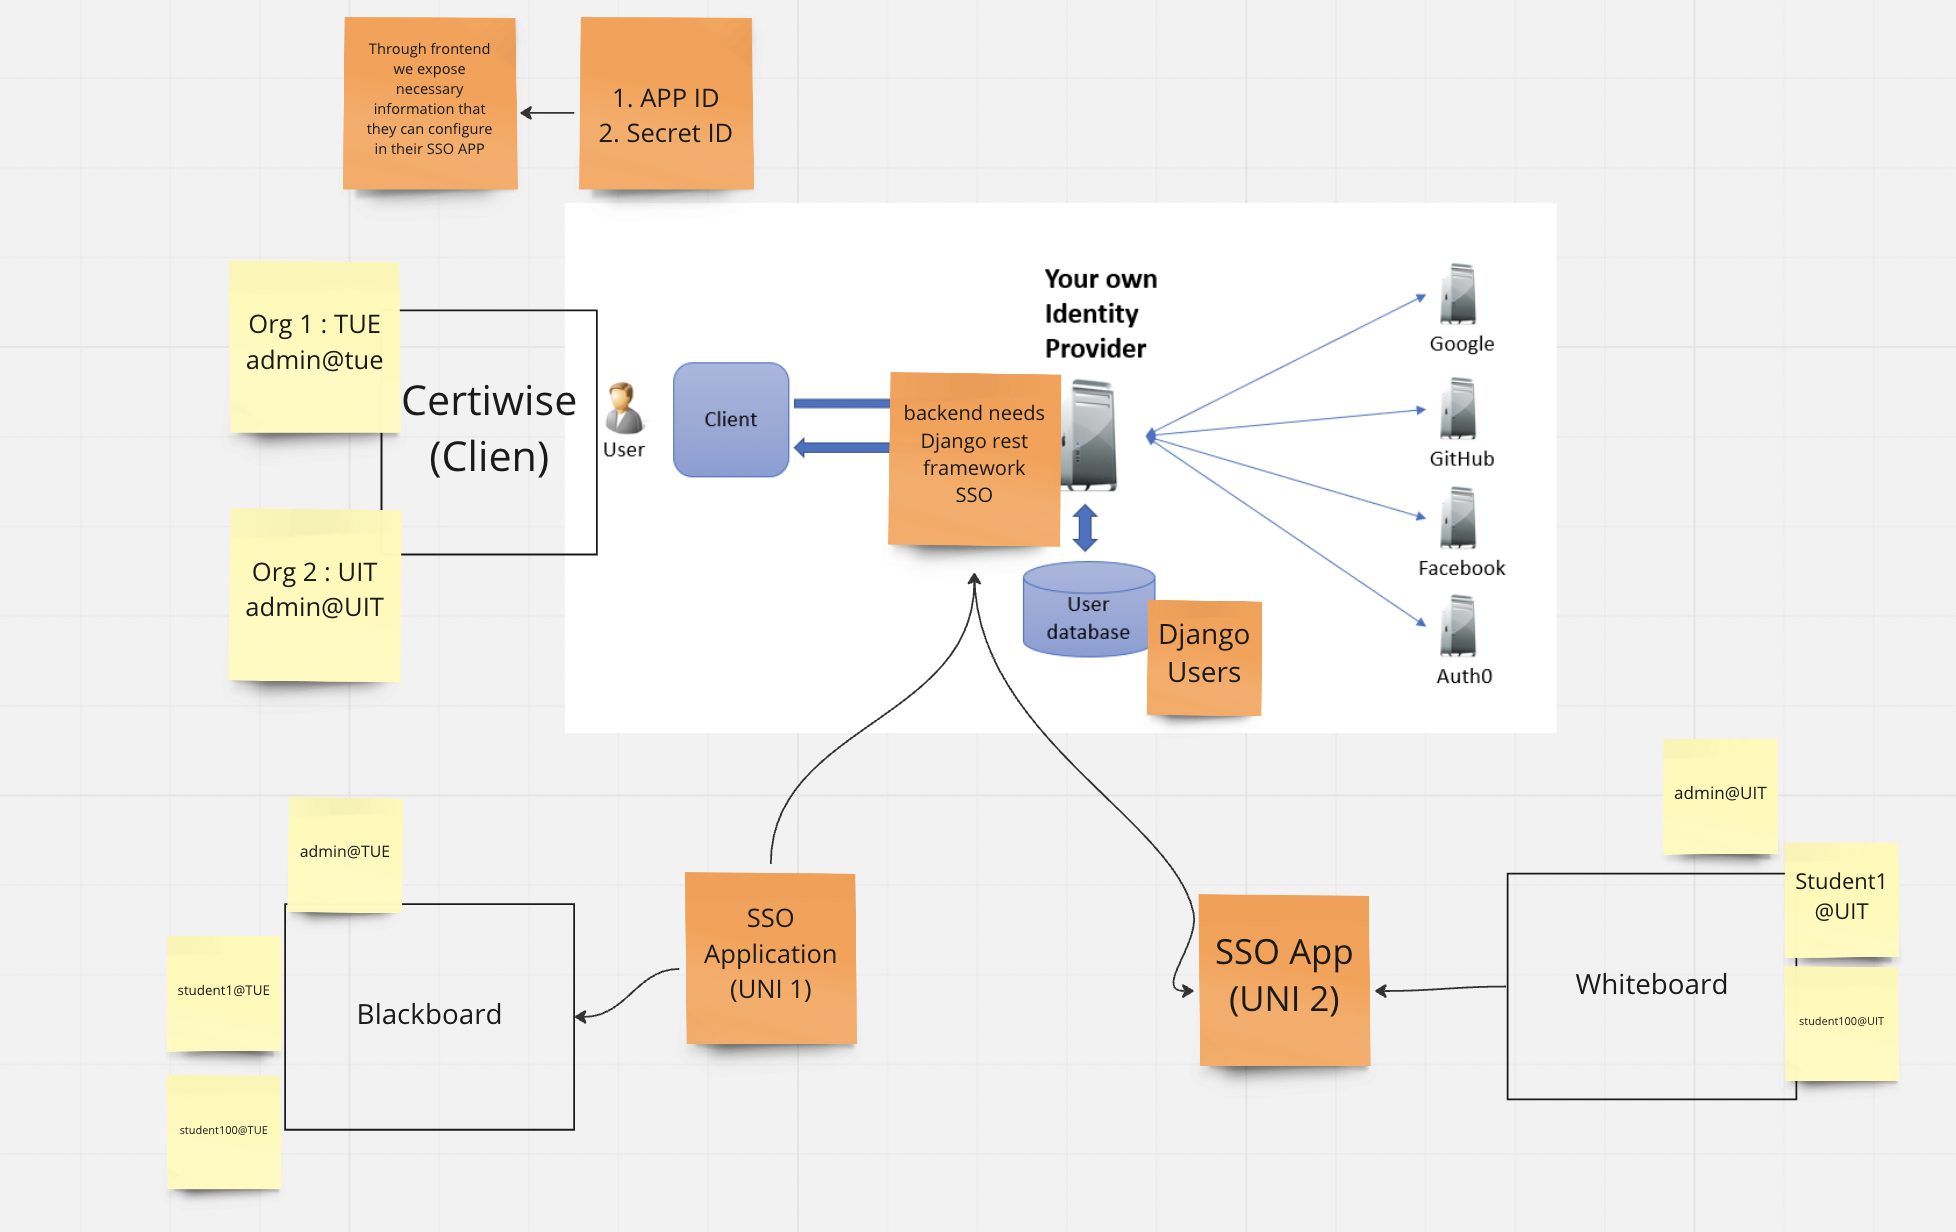 Through frontend
we expose
necessary
information that
they can configure
in their SSO APP
1. APP ID
2. Secret ID
Org 1 : TUE
admin@tue
Certiwise
(Clien)
Org 2 : UIT
admin@UIT
User
Client
backend needs
Django rest
framework
SSO
Your own
Identity
Provider
User
database
Django
Users
Google
GitHub
Facebook
Auth0
admin@TUE
student1@TUE
student100@TUE
Blackboard
SSO
Application
(UNI 1)
SSO App
(UNI 2)
Whiteboard
admin@UIT
Student1
@UIT
student100@UIT